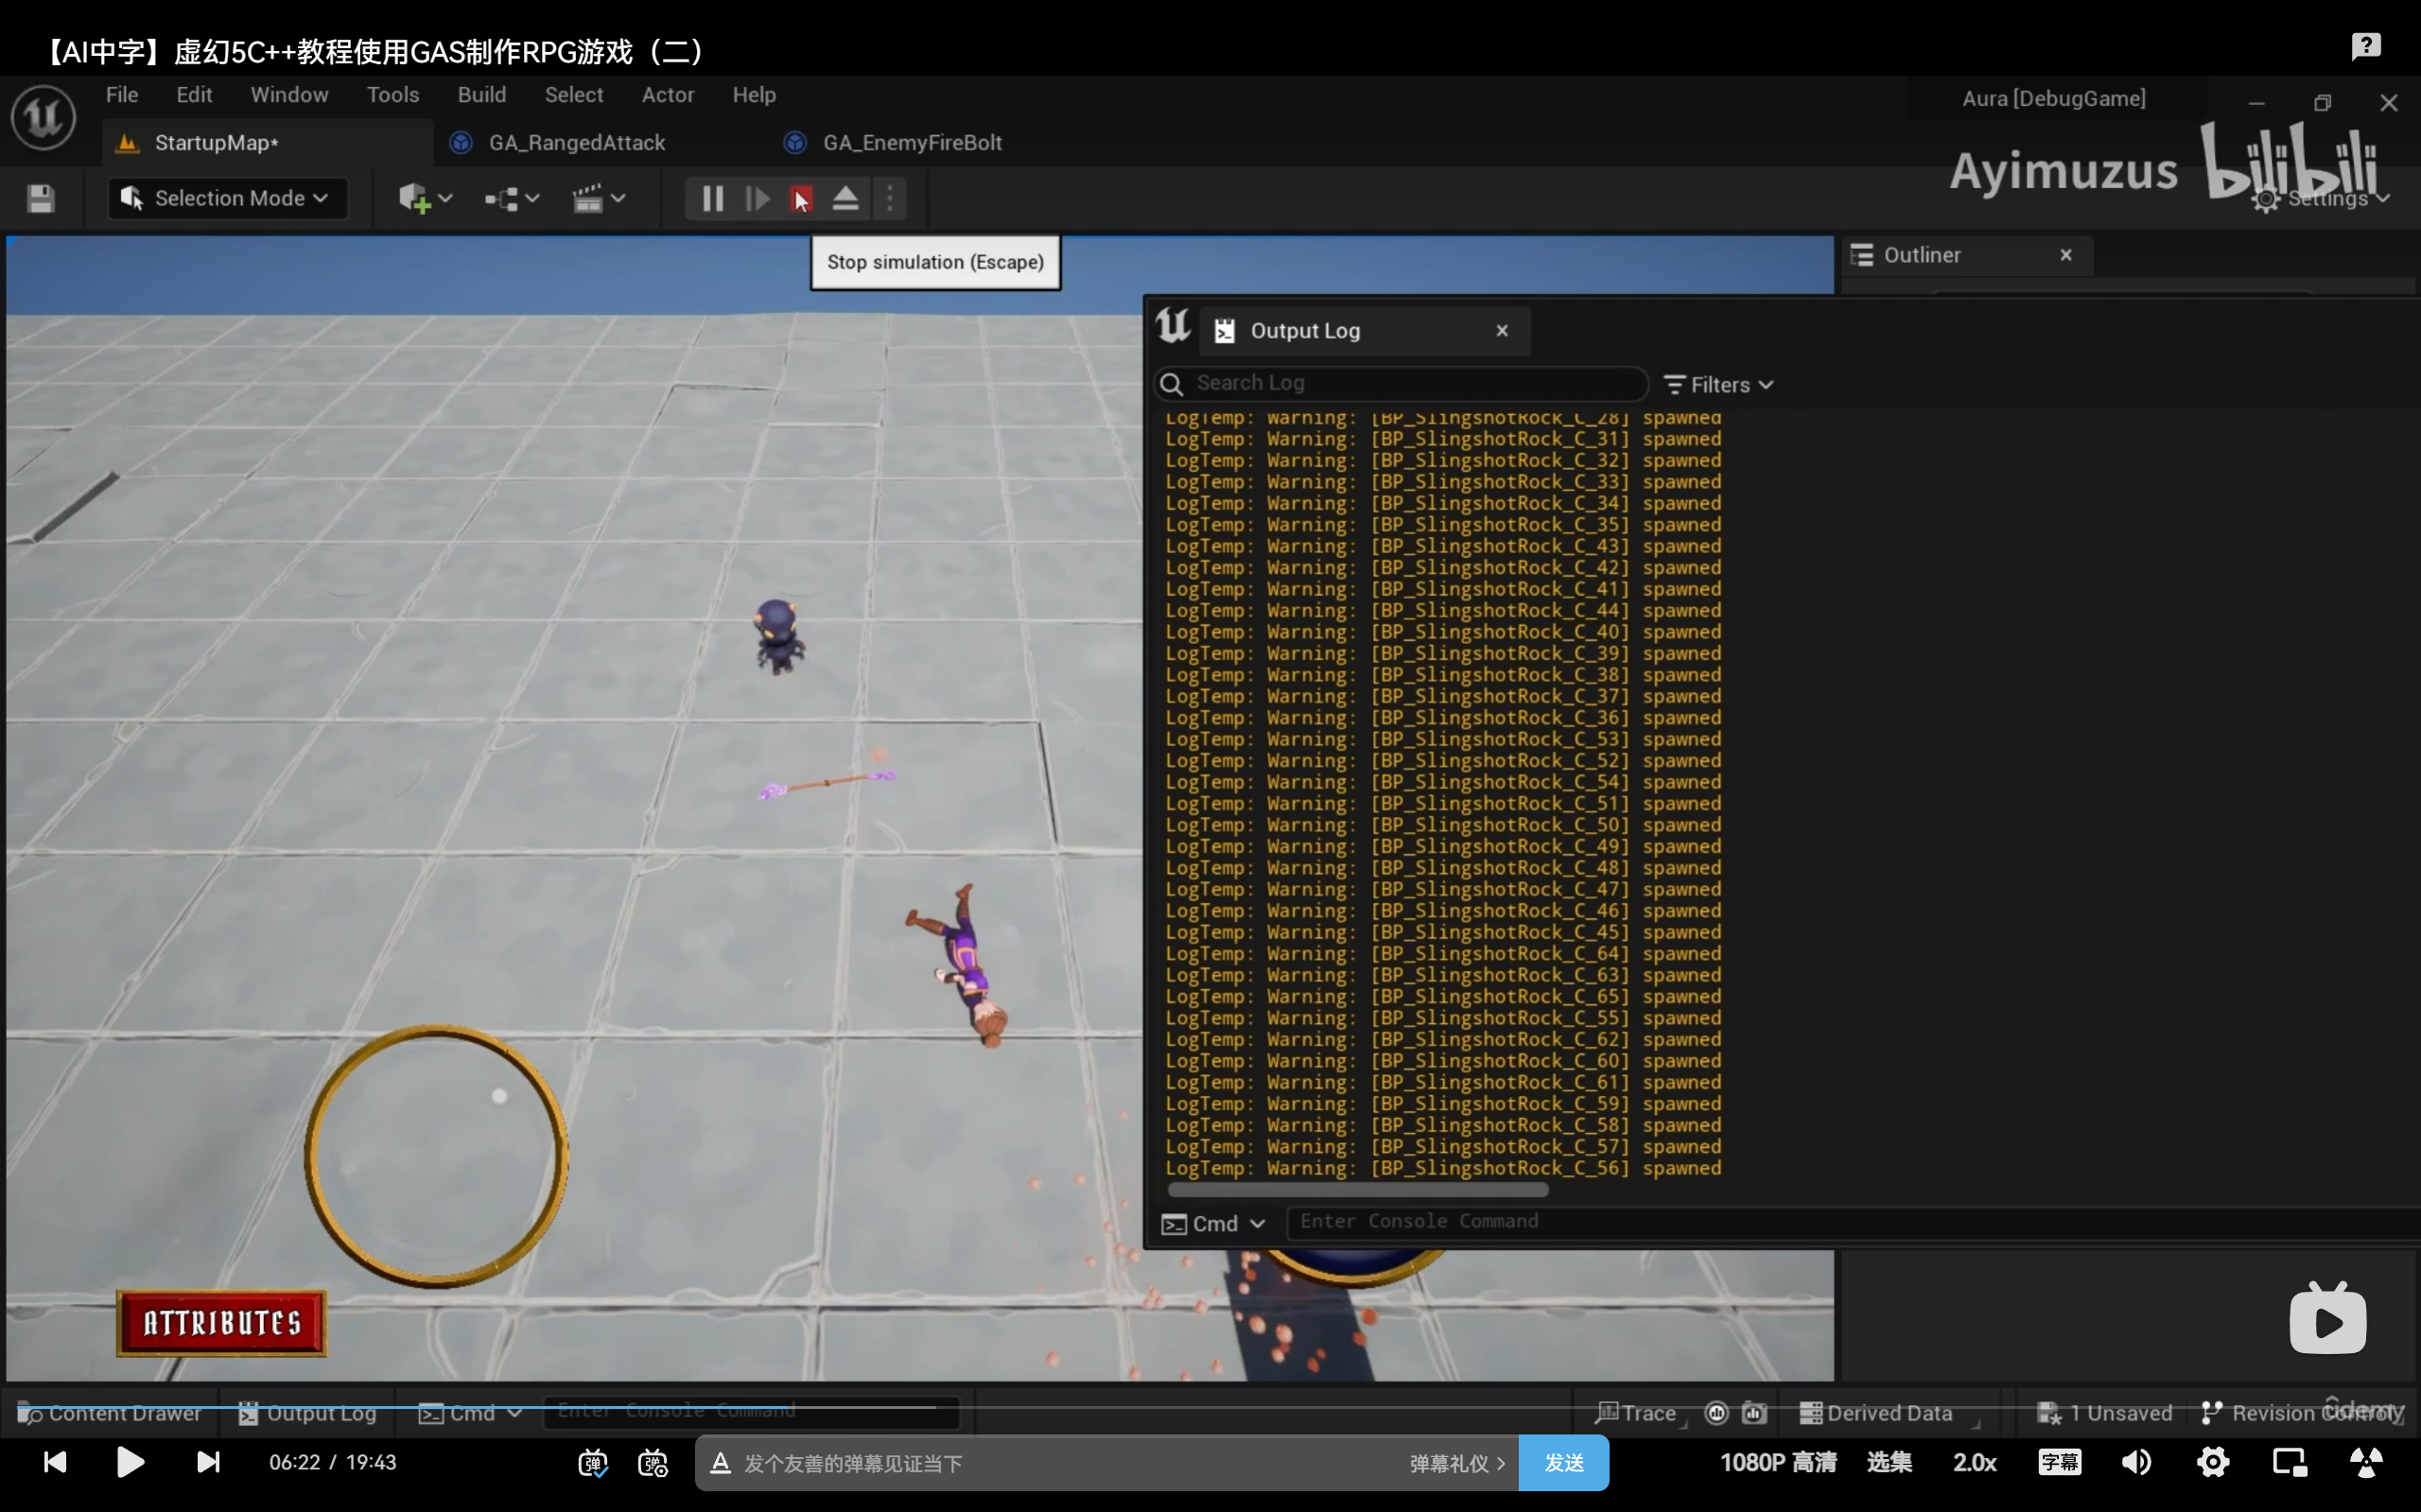 【AI中字】虚幻5C++教程使用GAS制作RPG游戏（二）
File Edit Window Tools Build Select Actor Help
Aura [DebugGame]
StartupMap* GA_RangedAttack GA_EnemyFireBolt
Ayimuzus bilibili
Selection Mode
Settings
Stop simulation (Escape)
Outliner
Output Log
Search Log
Filters
LogTemp: Warning: [BP_SlingshotRock_C_28] spawned
LogTemp: Warning: [BP_SlingshotRock_C_31] spawned
LogTemp: Warning: [BP_SlingshotRock_C_32] spawned
LogTemp: Warning: [BP_SlingshotRock_C_33] spawned
LogTemp: Warning: [BP_SlingshotRock_C_34] spawned
LogTemp: Warning: [BP_SlingshotRock_C_35] spawned
LogTemp: Warning: [BP_SlingshotRock_C_43] spawned
LogTemp: Warning: [BP_SlingshotRock_C_42] spawned
LogTemp: Warning: [BP_SlingshotRock_C_41] spawned
LogTemp: Warning: [BP_SlingshotRock_C_44] spawned
LogTemp: Warning: [BP_SlingshotRock_C_40] spawned
LogTemp: Warning: [BP_SlingshotRock_C_39] spawned
LogTemp: Warning: [BP_SlingshotRock_C_38] spawned
LogTemp: Warning: [BP_SlingshotRock_C_37] spawned
LogTemp: Warning: [BP_SlingshotRock_C_36] spawned
LogTemp: Warning: [BP_SlingshotRock_C_53] spawned
LogTemp: Warning: [BP_SlingshotRock_C_52] spawned
LogTemp: Warning: [BP_SlingshotRock_C_54] spawned
LogTemp: Warning: [BP_SlingshotRock_C_51] spawned
LogTemp: Warning: [BP_SlingshotRock_C_50] spawned
LogTemp: Warning: [BP_SlingshotRock_C_49] spawned
LogTemp: Warning: [BP_SlingshotRock_C_48] spawned
LogTemp: Warning: [BP_SlingshotRock_C_47] spawned
LogTemp: Warning: [BP_SlingshotRock_C_46] spawned
LogTemp: Warning: [BP_SlingshotRock_C_45] spawned
LogTemp: Warning: [BP_SlingshotRock_C_64] spawned
LogTemp: Warning: [BP_SlingshotRock_C_63] spawned
LogTemp: Warning: [BP_SlingshotRock_C_65] spawned
LogTemp: Warning: [BP_SlingshotRock_C_55] spawned
LogTemp: Warning: [BP_SlingshotRock_C_62] spawned
LogTemp: Warning: [BP_SlingshotRock_C_60] spawned
LogTemp: Warning: [BP_SlingshotRock_C_61] spawned
LogTemp: Warning: [BP_SlingshotRock_C_59] spawned
LogTemp: Warning: [BP_SlingshotRock_C_58] spawned
LogTemp: Warning: [BP_SlingshotRock_C_57] spawned
LogTemp: Warning: [BP_SlingshotRock_C_56] spawned
Cmd Enter Console Command
ATTRIBUTES
Content Drawer Output Log Cmd Enter Console Command Trace Derived Data 1 Unsaved Revision Control
Udemy
06:22 / 19:43 弹 弹 发个友善的弹幕见证当下 弹幕礼仪 发送 1080P 高清 选集 2.0x 字幕